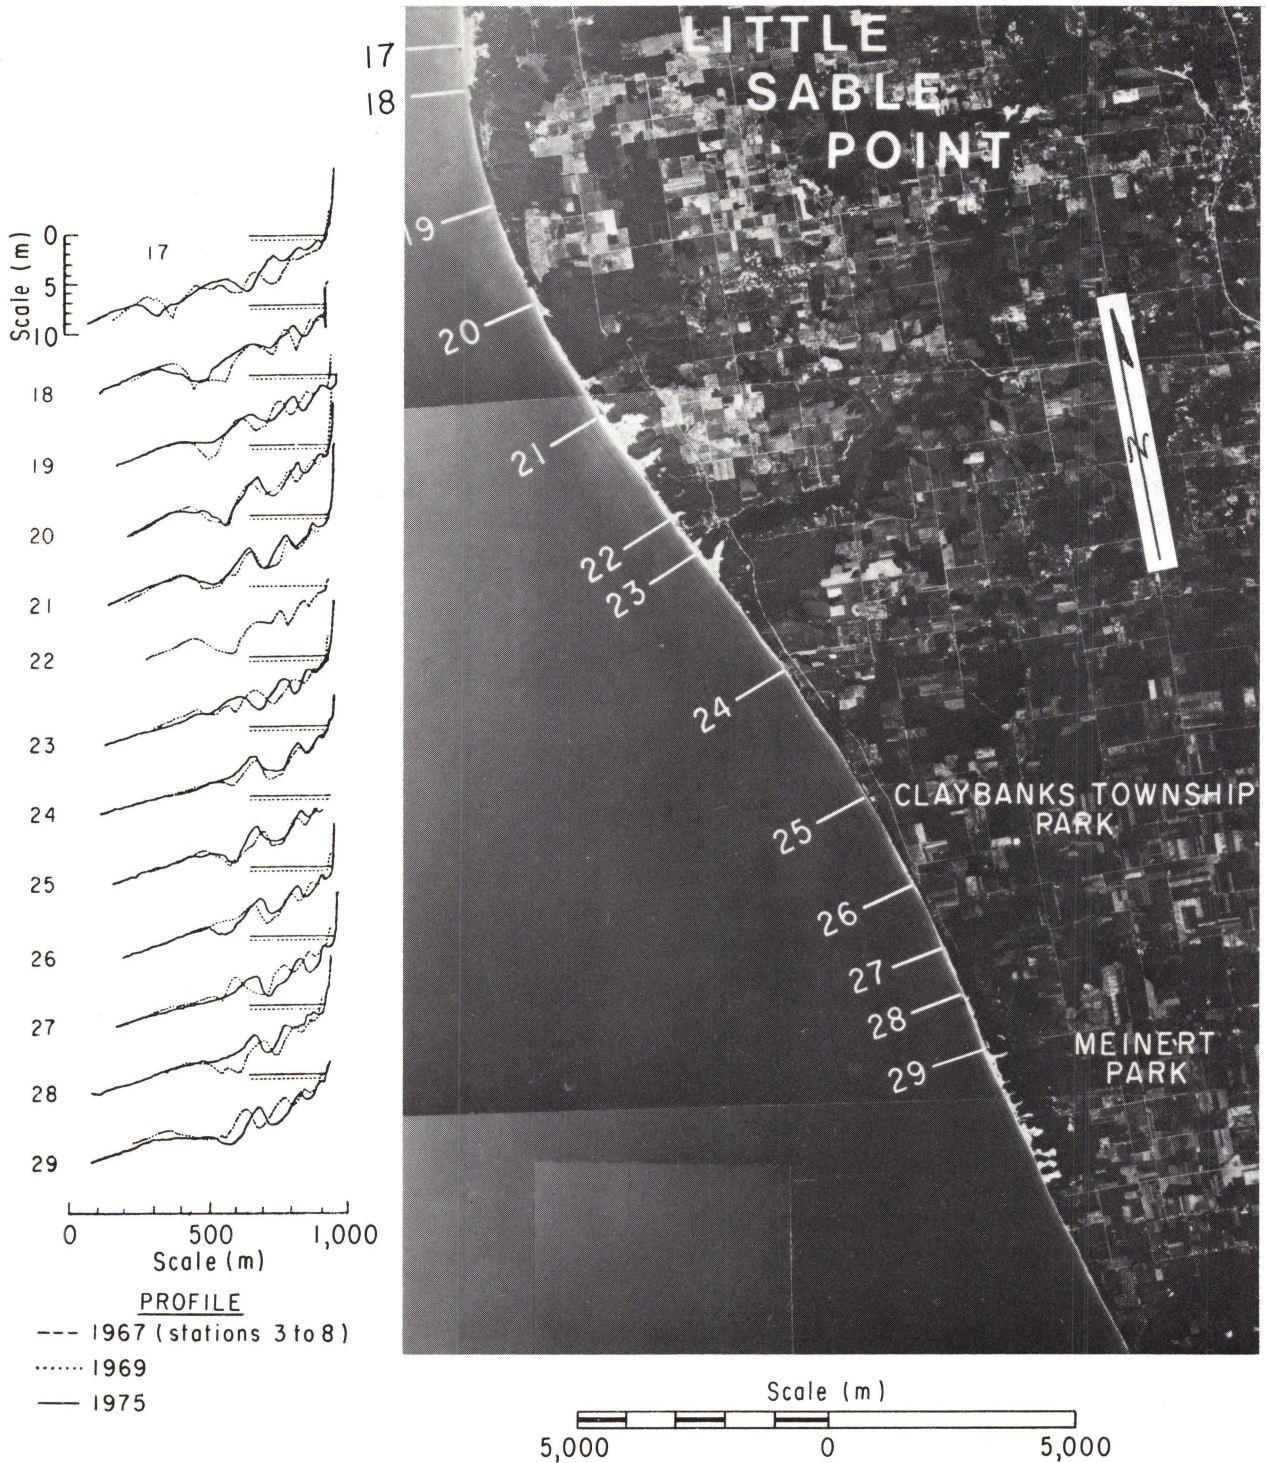 LITTLE
SABLE
POINT
17
18
19
20
21
22
23
24
25
26
27
28
29
CLAYBANKS TOWNSHIP
PARK
MEINERT
PARK
N
Scale (m)
0
5
10
17
18
19
20
21
22
23
24
25
26
27
28
29
0 500 1,000
Scale (m)
PROFILE
--- 1967 (stations 3 to 8)
....... 1969
— 1975
Scale (m)
5,000 0 5,000